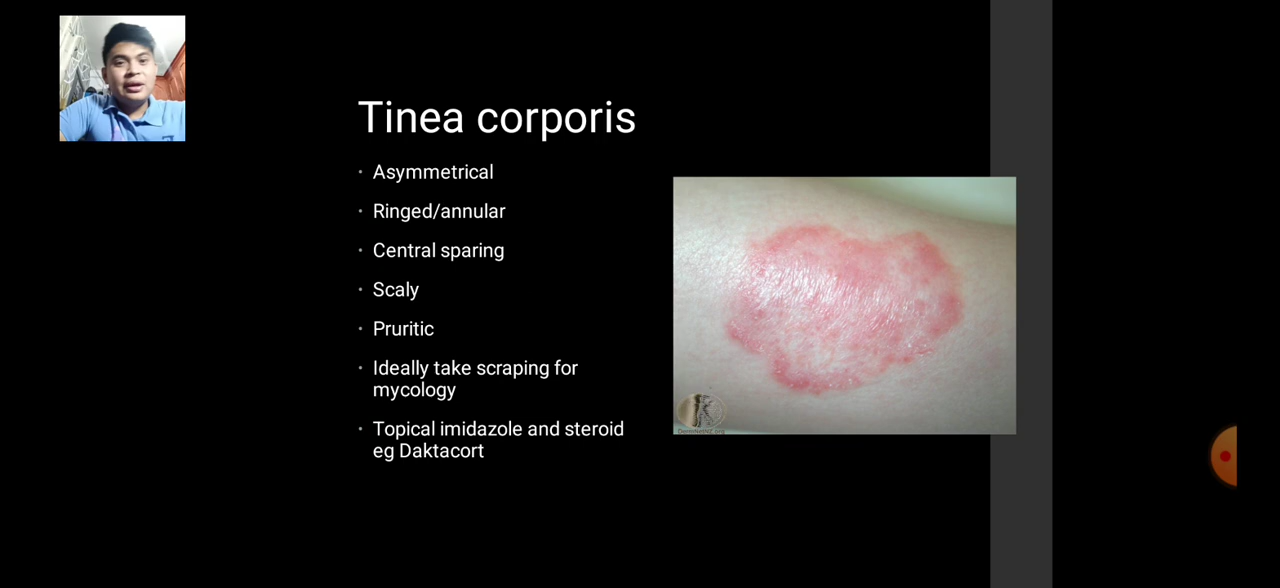 Tinea corporis
· Asymmetrical
· Ringed/annular
· Central sparing
· Scaly
· Pruritic
· Ideally take scraping for
mycology
· Topical imidazole and steroid
eg Daktacort